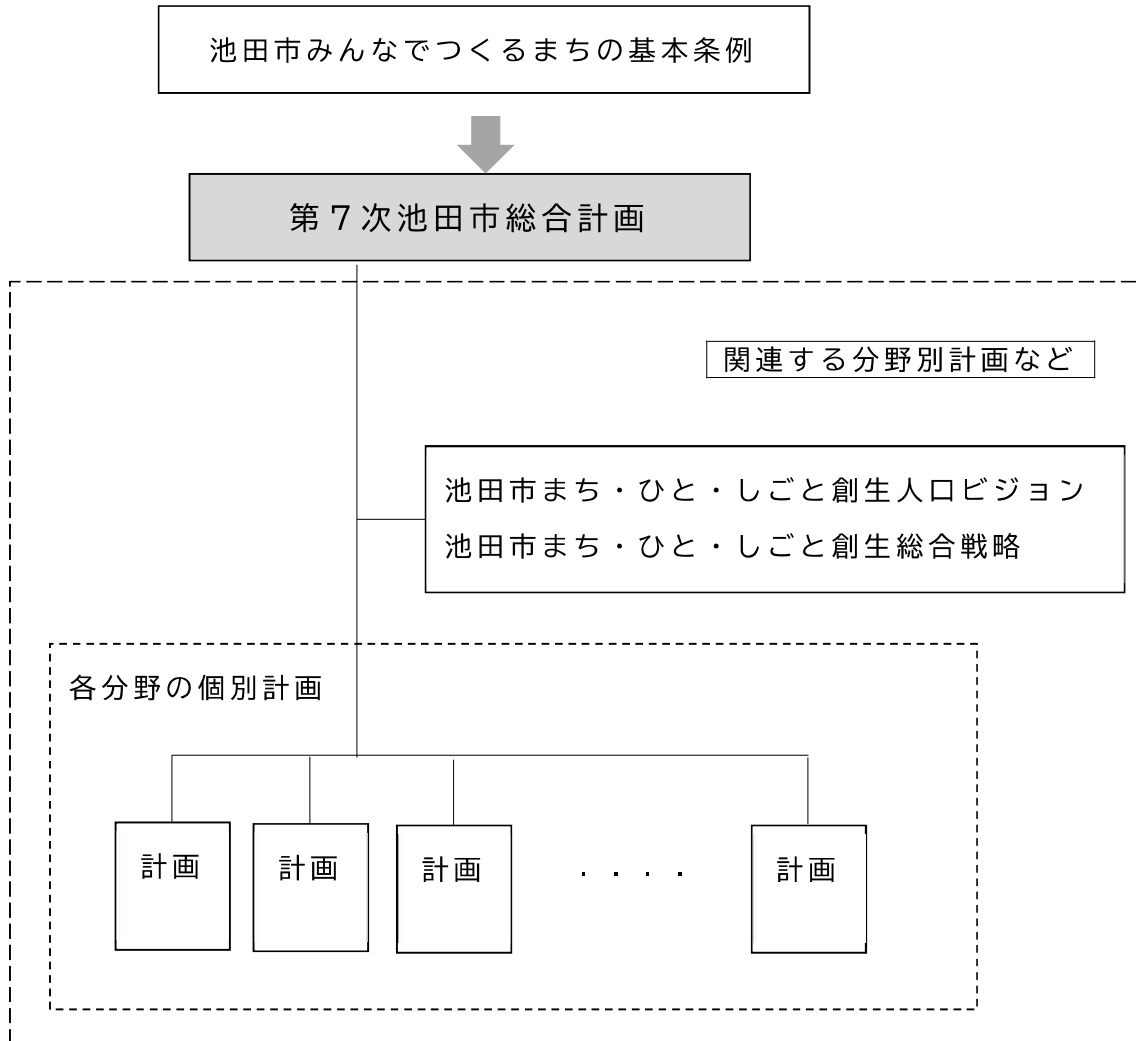 池田市みんなでつくるまちの基本条例
第７次池田市総合計画
関連する分野別計画など
池田市まち・ひと・しごと創生人口ビジョン
池田市まち・ひと・しごと創生総合戦略
各分野の個別計画
計画
計画
計画
・・・・
計画